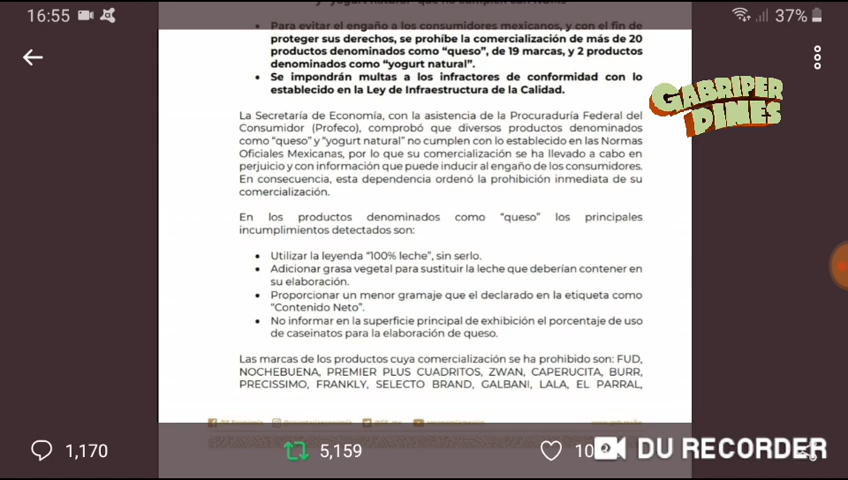 16:55
37%
y "yogurt natural" que no cumplen con NOMs
• Para evitar el engaño a los consumidores mexicanos, y con el fin de
proteger sus derechos, se prohíbe la comercialización de más de 20
productos denominados como "queso", de 19 marcas, y 2 productos
denominados como "yogurt natural".
• Se impondrán multas a los infractores de conformidad con lo
establecido en la Ley de Infraestructura de la Calidad.
GABRIPER
PINES
La Secretaría de Economía, con la asistencia de la Procuraduría Federal del
Consumidor (Profeco), comprobó que diversos productos denominados
como "queso" y "yogurt natural" no cumplen con lo establecido en las Normas
Oficiales Mexicanas, por lo que su comercialización se ha llevado a cabo en
perjuicio y con información que puede inducir al engaño de los consumidores.
En consecuencia, esta dependencia ordenó la prohibición inmediata de su
comercialización.
En los productos denominados como "queso" los principales
incumplimientos detectados son:
• Utilizar la leyenda "100% leche", sin serlo.
• Adicionar grasa vegetal para sustituir la leche que deberían contener en
su elaboración.
• Proporcionar un menor gramaje que el declarado en la etiqueta como
"Contenido Neto".
• No informar en la superficie principal de exhibición el porcentaje de uso
de caseinatos para la elaboración de queso.
Las marcas de los productos cuya comercialización se ha prohibido son: FUD,
NOCHEBUENA, PREMIER PLUS CUADRITOS, ZWAN, CAPERUCITA, BURR,
PRECISSIMO, FRANKLY, SELECTO BRAND, GALBANI, LALA, EL PARRAL,
1,170
5,159
10
DU RECORDER